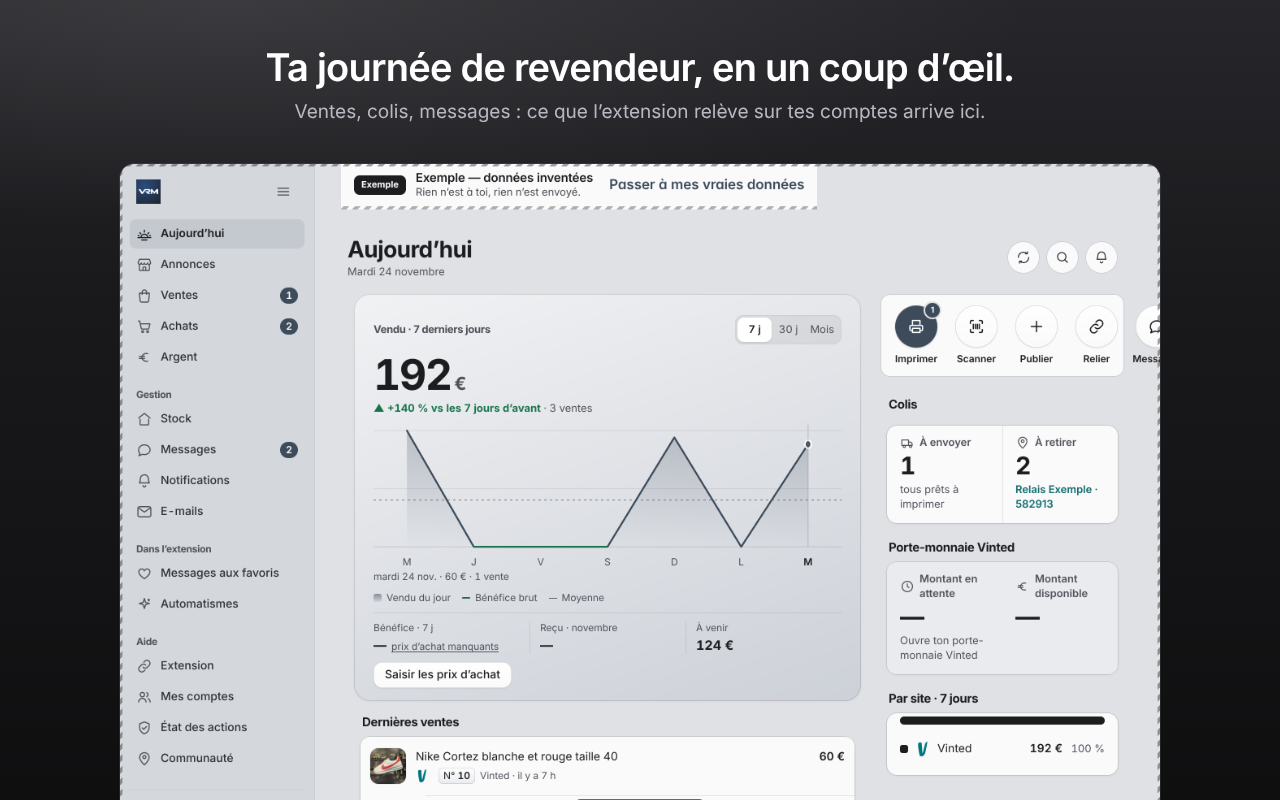 Ta journée de revendeur, en un coup d’œil.
Ventes, colis, messages : ce que l’extension relève sur tes comptes arrive ici.
VRM
Exemple
Exemple — données inventées
Rien n’est à toi, rien n’est envoyé.
Passer à mes vraies données
Aujourd’hui
Annonces
Ventes 1
Achats 2
Argent
Gestion
Stock
Messages 2
Notifications
E-mails
Dans l’extension
Messages aux favoris
Automatismes
Aide
Extension
Mes comptes
État des actions
Communauté
Aujourd’hui
Mardi 24 novembre
Vendu · 7 derniers jours
7 j 30 j Mois
192 €
▲ +140 % vs les 7 jours d’avant · 3 ventes
M J V S D L M
mardi 24 nov. · 60 € · 1 vente
Vendu du jour — Bénéfice brut — Moyenne
Bénéfice · 7 j
— prix d’achat manquants
Reçu · novembre
—
À venir
124 €
Saisir les prix d’achat
Dernières ventes
Nike Cortez blanche et rouge taille 40
60 €
N° 10 Vinted · il y a 7 h
1
Imprimer Scanner Publier Relier Messa
Colis
À envoyer
1
tous prêts à
imprimer
À retirer
2
Relais Exemple ·
582913
Porte-monnaie Vinted
Montant en
attente
—
Ouvre ton porte-
monnaie Vinted
Montant
disponible
—
Par site · 7 jours
Vinted 192 € 100 %